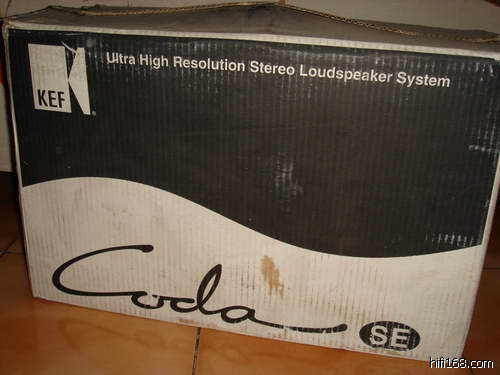 Ultra High Resolution Stereo Loudspeaker System
KEF
Coda
SE
hifi168.com